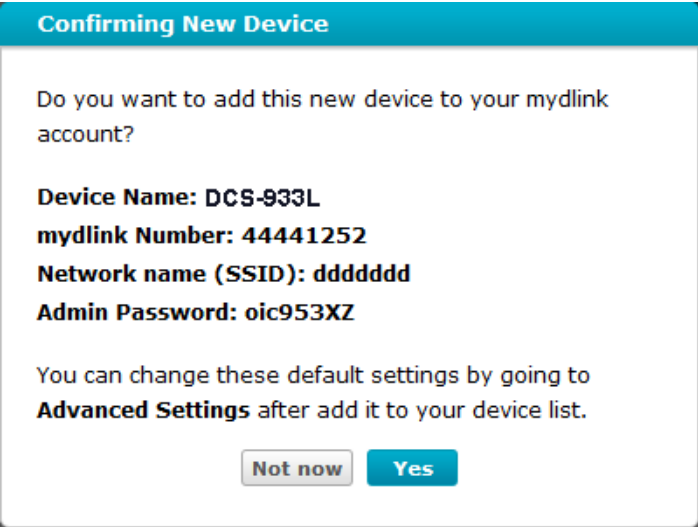 Confirming New Device
Do you want to add this new device to your mydlink
account?
Device Name: DCS-933L
mydlink Number: 44441252
Network name (SSID): ddddddd
Admin Password: oic953XZ
You can change these default settings by going to
Advanced Settings after add it to your device list.
Not now Yes